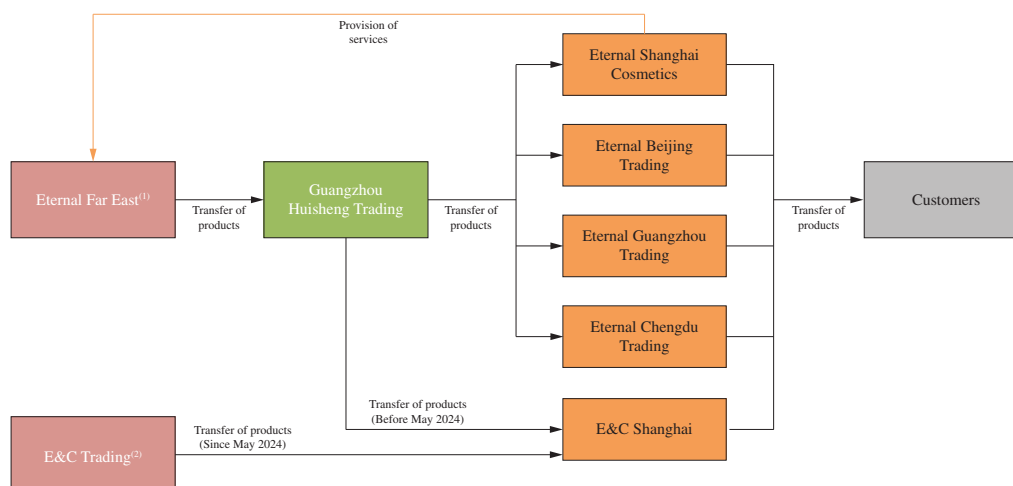 Provision of
services
Eternal Shanghai
Cosmetics
Eternal Beijing
Trading
Eternal Far East(1)
Transfer of
products
Guangzhou
Huisheng Trading
Transfer of
products
Transfer of
products
Customers
Eternal Guangzhou
Trading
Eternal Chengdu
Trading
Transfer of products
(Before May 2024)
E&C Shanghai
E&C Trading(2)
Transfer of products
(Since May 2024)